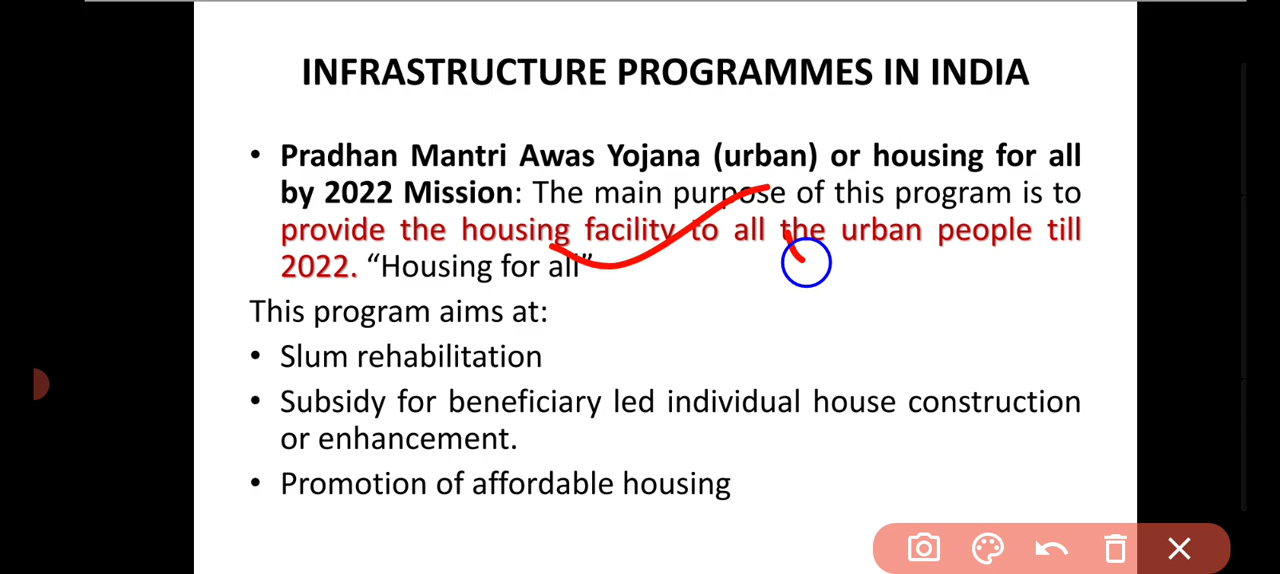 INFRASTRUCTURE PROGRAMMES IN INDIA
• Pradhan Mantri Awas Yojana (urban) or housing for all
by 2022 Mission: The main purpose of this program is to
provide the housing facility to all the urban people till
2022. “Housing for all”
This program aims at:
• Slum rehabilitation
• Subsidy for beneficiary led individual house construction
or enhancement.
• Promotion of affordable housing